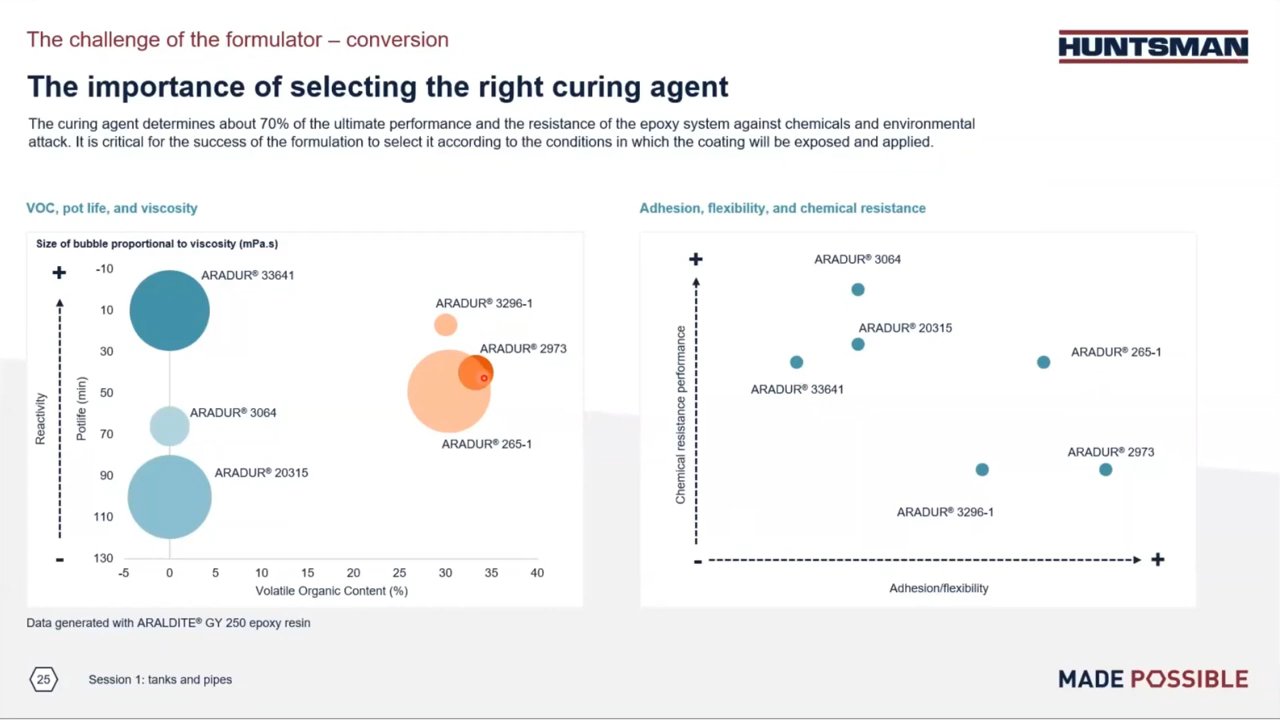 The challenge of the formulator – conversion
HUNTSMAN
The importance of selecting the right curing agent
The curing agent determines about 70% of the ultimate performance and the resistance of the epoxy system against chemicals and environmental
attack. It is critical for the success of the formulation to select it according to the conditions in which the coating will be exposed and applied.
VOC, pot life, and viscosity
Size of bubble proportional to viscosity (mPa.s)
+
-10
10
30
50
70
90
110
130
-
Reactivity
Potlife (min)
ARADUR® 33641
ARADUR® 3296-1
ARADUR® 2973
ARADUR® 3064
ARADUR® 265-1
ARADUR® 20315
-5 0 5 10 15 20 25 30 35 40
Volatile Organic Content (%)
Data generated with ARALDITE® GY 250 epoxy resin
Adhesion, flexibility, and chemical resistance
+
Chemical resistance performance
ARADUR® 3064
ARADUR® 20315
ARADUR® 265-1
ARADUR® 33641
ARADUR® 2973
ARADUR® 3296-1
- +
Adhesion/flexibility
25
Session 1: tanks and pipes
MADE POSSIBLE